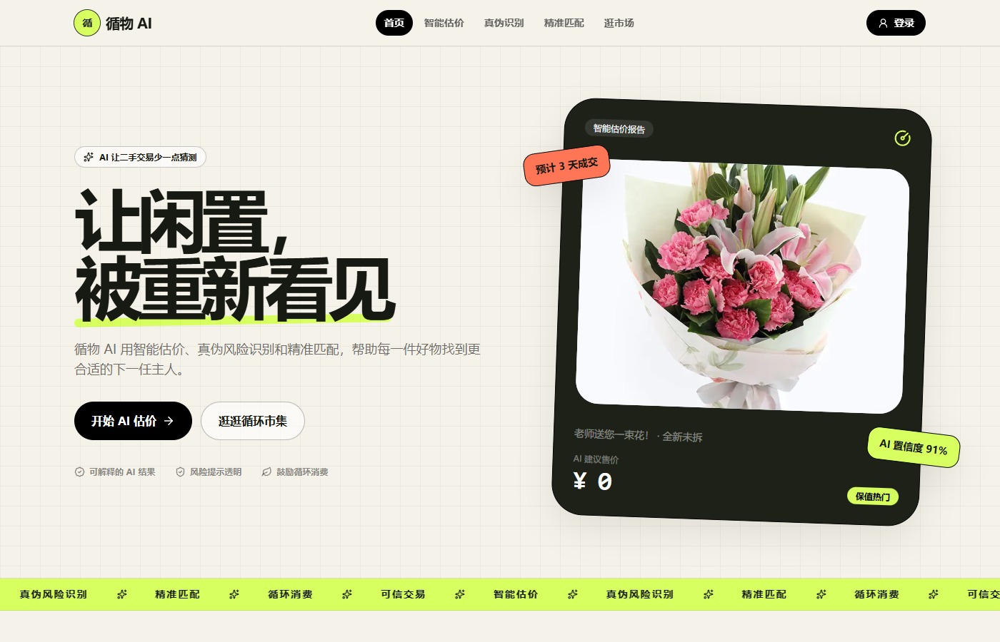 循 循物 AI
首页 智能估价 真伪识别 精准匹配 逛市场
登录
AI 让二手交易少一点猜测
让闲置，
被重新看见
循物 AI 用智能估价、真伪风险识别和精准匹配，帮助每一件好物找到更
合适的下一任主人。
开始 AI 估价 →
逛逛循环市集
可解释的 AI 结果 风险提示透明 鼓励循环消费
智能估价报告
预计 3 天成交
老师送您一束花！ · 全新未拆
AI 建议售价
¥ 0
AI 置信度 91%
保值热门
真伪风险识别 精准匹配 循环消费 可信交易 智能估价 真伪风险识别 精准匹配 循环消费 可信交